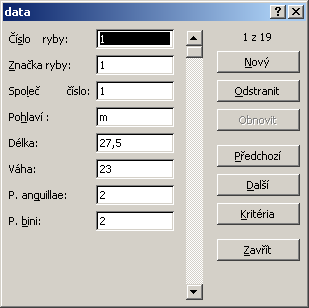 data
Číslo ryby: 1
1 z 19
Nový
Značka ryby: 1
Odstranit
Společ číslo: 1
Obnovit
Pohlaví : m
Předchozí
Délka: 27,5
Další
Váha: 23
Kritéria
P. anguillae: 2
P. bini: 2
Zavřít